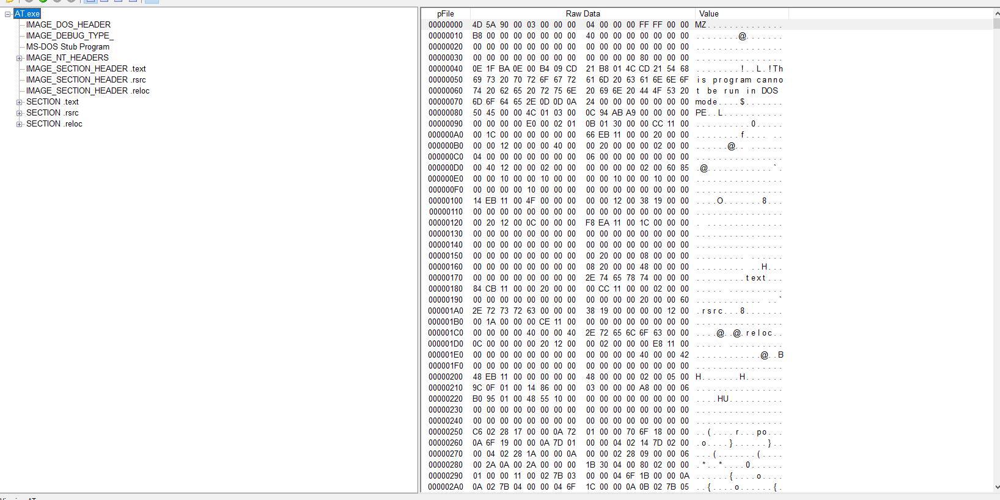 AT.exe
IMAGE_DOS_HEADER
IMAGE_DEBUG_TYPE_
MS-DOS Stub Program
IMAGE_NT_HEADERS
IMAGE_SECTION_HEADER .text
IMAGE_SECTION_HEADER .rsrc
IMAGE_SECTION_HEADER .reloc
SECTION .text
SECTION .rsrc
SECTION .reloc
pFile Raw Data Value
00000000 4D 5A 90 00 03 00 00 00 04 00 00 00 FF FF 00 00 MZ..............
00000010 B8 00 00 00 00 00 00 00 40 00 00 00 00 00 00 00 ........@.......
00000020 00 00 00 00 00 00 00 00 00 00 00 00 00 00 00 00 ................
00000030 00 00 00 00 00 00 00 00 00 00 00 00 80 00 00 00 ................
00000040 0E 1F BA 0E 00 B4 09 CD 21 B8 01 4C CD 21 54 68 ........!..L.!Th
00000050 69 73 20 70 72 6F 67 72 61 6D 20 63 61 6E 6E 6F is program canno
00000060 74 20 62 65 20 72 75 6E 20 69 6E 20 44 4F 53 20 t be run in DOS
00000070 6D 6F 64 65 2E 0D 0D 0A 24 00 00 00 00 00 00 00 mode....$.......
00000080 50 45 00 00 4C 01 03 00 0C 94 AB A9 00 00 00 00 PE..L...........
00000090 00 00 00 00 E0 00 02 01 0B 01 30 00 00 CC 11 00 ..........0.....
000000A0 00 1C 00 00 00 00 00 00 66 EB 11 00 00 20 00 00 ........f.... ..
000000B0 00 00 12 00 00 00 40 00 00 20 00 00 00 02 00 00 ......@.. ......
000000C0 04 00 00 00 00 00 00 00 06 00 00 00 00 00 00 00 ................
000000D0 00 40 12 00 00 02 00 00 00 00 00 00 02 00 60 85 .@............`.
000000E0 00 00 10 00 00 10 00 00 00 00 10 00 00 10 00 00 ................
000000F0 00 00 00 00 10 00 00 00 00 00 00 00 00 00 00 00 ................
00000100 14 EB 11 00 4F 00 00 00 00 00 12 00 38 19 00 00 ....O.......8...
00000110 00 00 00 00 00 00 00 00 00 00 00 00 00 00 00 00 ................
00000120 00 20 12 00 0C 00 00 00 F8 EA 11 00 1C 00 00 00 . ..............
00000130 00 00 00 00 00 00 00 00 00 00 00 00 00 00 00 00 ................
00000140 00 00 00 00 00 00 00 00 00 00 00 00 00 00 00 00 ................
00000150 00 00 00 00 00 00 00 00 00 20 00 00 08 00 00 00 ......... ......
00000160 00 00 00 00 00 00 00 00 08 20 00 00 48 00 00 00 ......... ..H...
00000170 00 00 00 00 00 00 00 00 2E 74 65 78 74 00 00 00 .........text...
00000180 84 CB 11 00 00 20 00 00 00 CC 11 00 00 02 00 00 ..... ..........
00000190 00 00 00 00 00 00 00 00 00 00 00 00 20 00 00 60 ............ ..`
000001A0 2E 72 73 72 63 00 00 00 38 19 00 00 00 00 12 00 .rsrc...8.......
000001B0 00 1A 00 00 00 CE 11 00 00 00 00 00 00 00 00 00 ................
000001C0 00 00 00 00 40 00 00 40 2E 72 65 6C 6F 63 00 00 ....@..@.reloc..
000001D0 0C 00 00 00 00 20 12 00 00 02 00 00 00 E8 11 00 ..... ..........
000001E0 00 00 00 00 00 00 00 00 00 00 00 00 40 00 00 42 ............@..B
000001F0 00 00 00 00 00 00 00 00 00 00 00 00 00 00 00 00 ................
00000200 48 EB 11 00 00 00 00 00 48 00 00 00 02 00 05 00 H.......H.......
00000210 9C 0F 01 00 14 86 00 00 03 00 00 00 A8 00 00 06 ................
00000220 B0 95 01 00 48 55 10 00 00 00 00 00 00 00 00 00 ....HU..........
00000230 00 00 00 00 00 00 00 00 00 00 00 00 00 00 00 00 ................
00000240 00 00 00 00 00 00 00 00 00 00 00 00 00 00 00 00 ................
00000250 C6 02 28 17 00 00 0A 72 01 00 00 70 6F 18 00 00 ..(....r...po...
00000260 0A 6F 19 00 00 0A 7D 01 00 00 04 02 14 7D 02 00 .o....}......}..
00000270 00 04 02 28 1A 00 00 0A 00 00 02 28 09 00 00 06 ...(.......(....
00000280 00 2A 0A 00 2A 00 00 00 1B 30 04 00 80 02 00 00 .*..*....0......
00000290 01 00 00 11 00 02 7B 03 00 00 04 6F 1B 00 00 0A ......{....o....
000002A0 0A 02 7B 04 00 00 04 6F 1C 00 00 0A 0B 02 7B 05 ..{....o......{.